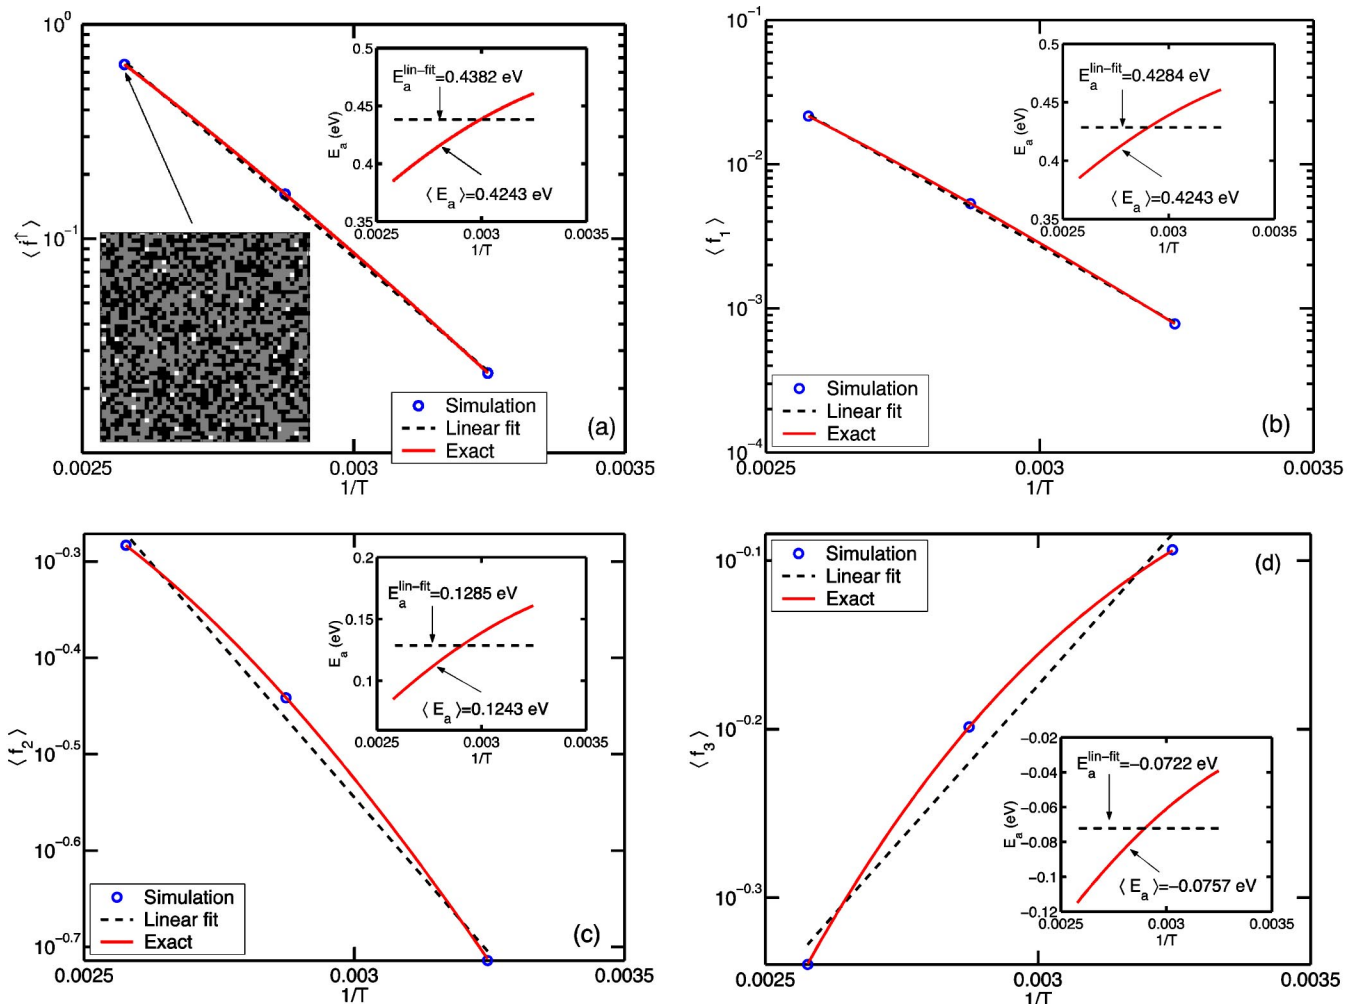 10^0
10^-1
⟨ ḟ^↑ ⟩
0.0025
0.003
0.0035
1/T
0.5
0.45
0.4
0.35
E_a (eV)
E_a^lin−fit=0.4382 eV
⟨ E_a ⟩=0.4243 eV
0.0025
0.003
0.0035
1/T
Simulation
Linear fit
Exact
(a)
10^-1
10^-2
10^-3
10^-4
⟨ f_1 ⟩
0.0025
0.003
0.0035
1/T
0.5
0.45
0.4
0.35
E_a (eV)
E_a^lin−fit=0.4284 eV
⟨ E_a ⟩=0.4243 eV
0.0025
0.003
0.0035
1/T
Simulation
Linear fit
Exact
(b)
10^-0.3
10^-0.4
10^-0.5
10^-0.6
10^-0.7
⟨ f_2 ⟩
0.0025
0.003
0.0035
1/T
0.2
0.15
0.1
E_a (eV)
E_a^lin−fit=0.1285 eV
⟨ E_a ⟩=0.1243 eV
0.0025
0.003
0.0035
1/T
Simulation
Linear fit
Exact
(c)
10^-0.1
10^-0.2
10^-0.3
⟨ f_3 ⟩
0.0025
0.003
0.0035
1/T
Simulation
Linear fit
Exact
(d)
−0.02
−0.04
−0.06
−0.08
−0.1
−0.12
E_a (eV)
E_a^lin−fit=−0.0722 eV
⟨ E_a ⟩=−0.0757 eV
0.0025
0.003
0.0035
1/T